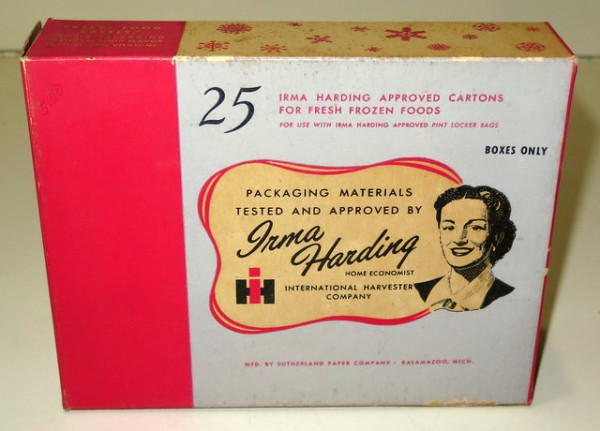 25
IRMA HARDING APPROVED CARTONS
FOR FRESH FROZEN FOODS
FOR USE WITH IRMA HARDING APPROVED PINT LOCKER BAGS
BOXES ONLY
PACKAGING MATERIALS
TESTED AND APPROVED BY
Irma
Harding
HOME ECONOMIST
IH
INTERNATIONAL HARVESTER
COMPANY
MFD. BY SUTHERLAND PAPER COMPANY - KALAMAZOO, MICH.